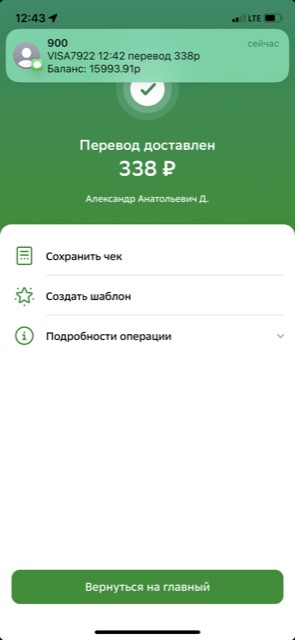 12:43
LTE
900
сейчас
VISA7922 12:42 перевод 338р
Баланс: 15993.91р
Перевод доставлен
338 ₽
Александр Анатольевич Д.
Сохранить чек
Создать шаблон
Подробности операции
Вернуться на главный